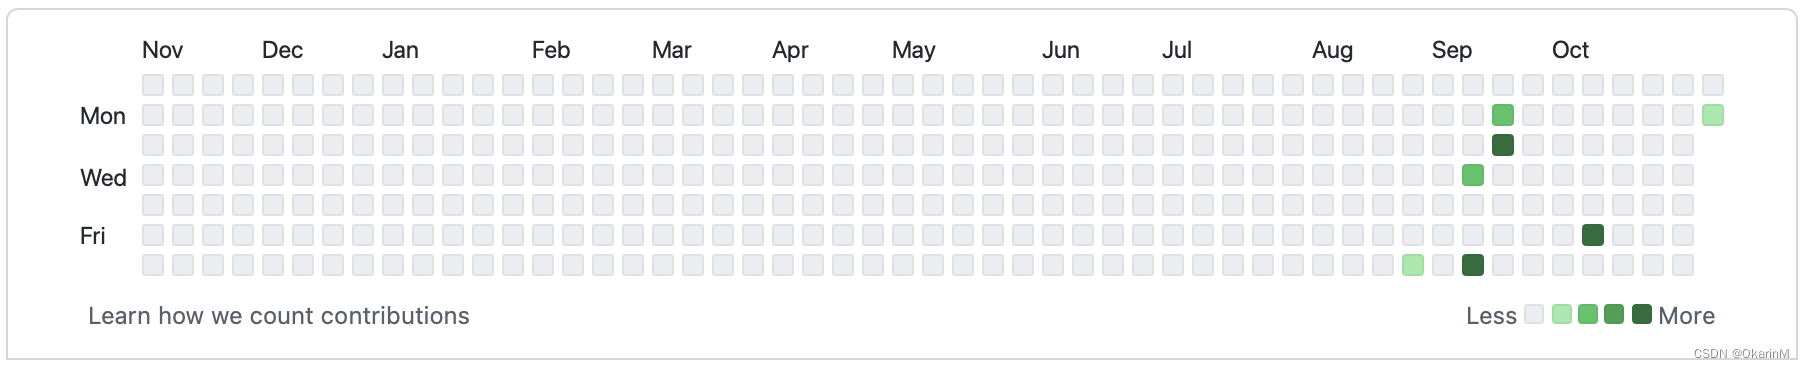 Nov Dec Jan Feb Mar Apr May Jun Jul Aug Sep Oct
Mon
Wed
Fri
Learn how we count contributions
Less More
CSDN @OkarinM